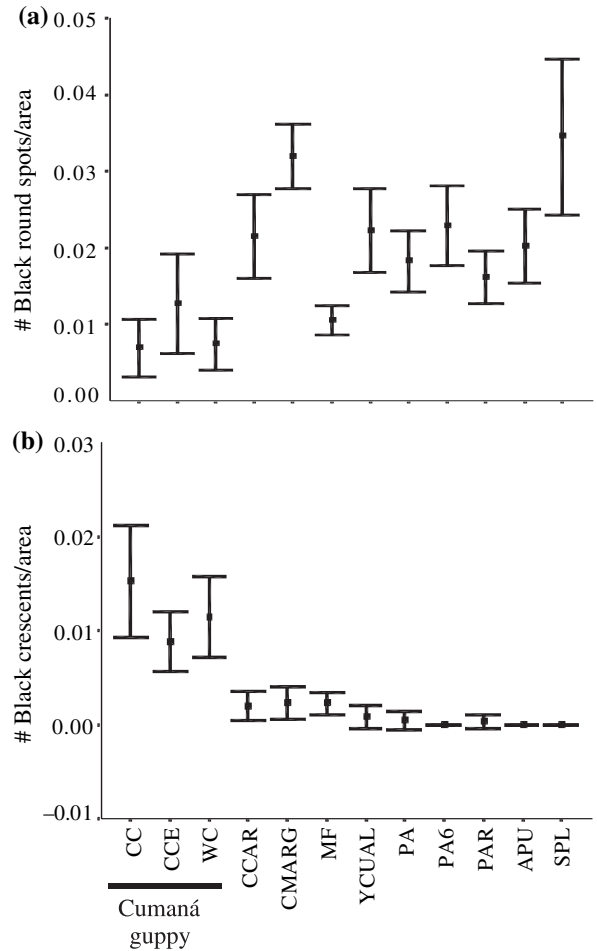 (a)
0.05
0.04
0.03
0.02
0.01
0.00
# Black round spots/area
(b)
0.03
0.02
0.01
0.00
–0.01
# Black crescents/area
CC
CCE
WC
CCAR
CMARG
MF
YCUAL
PA
PA6
PAR
APU
SPL
Cumaná
guppy